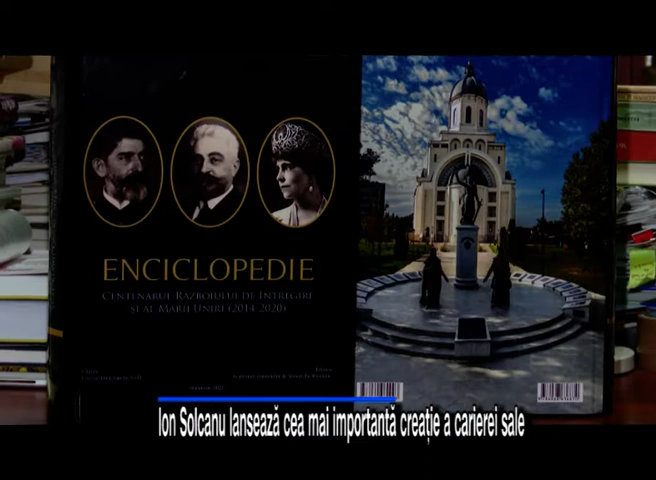 ENCICLOPEDIE
CENTENARUL RĂZBOIULUI DE ÎNTREGIRE
ȘI AL MARII UNIRI (2014-2020)
Ion Solcanu lansează cea mai importantă creație a carierei sale